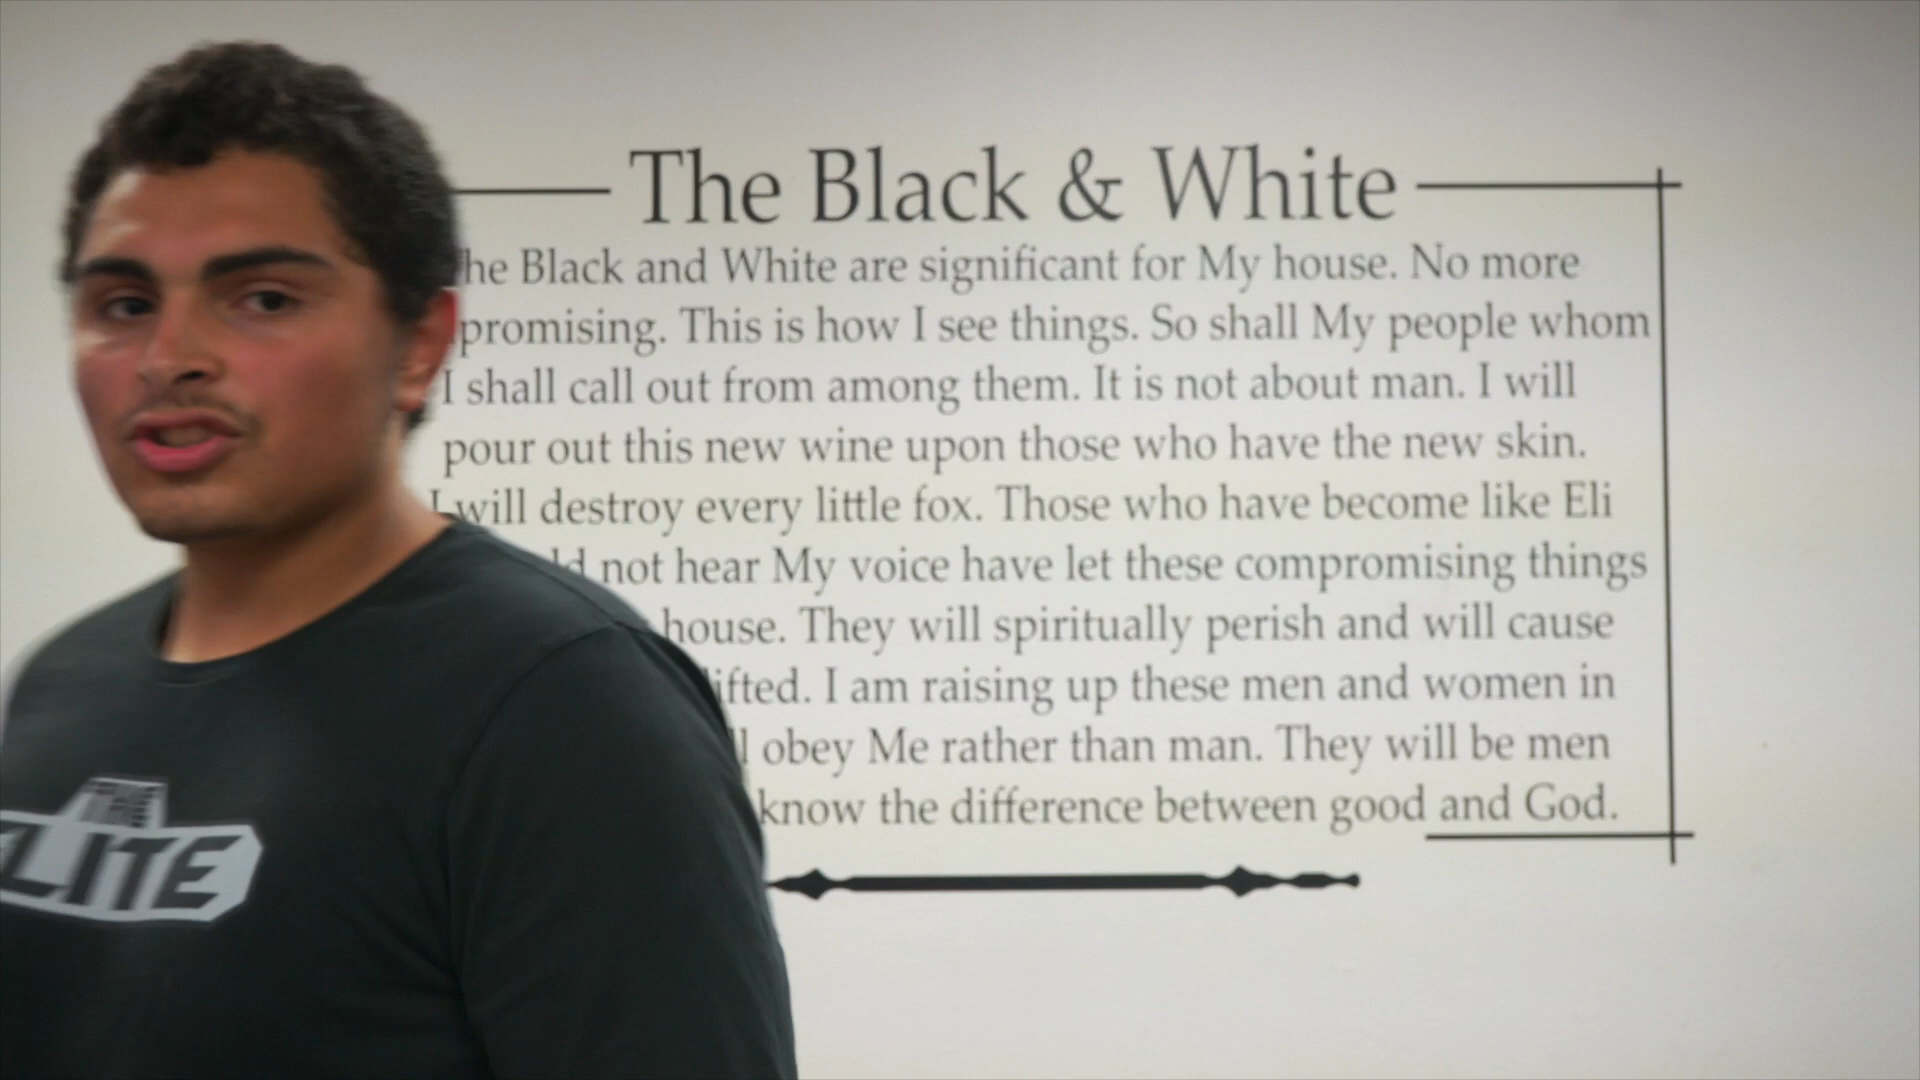 The Black & White
he Black and White are significant for My house. No more
promising. This is how I see things. So shall My people whom
I shall call out from among them. It is not about man. I will
pour out this new wine upon those who have the new skin.
I will destroy every little fox. Those who have become like Eli
ld not hear My voice have let these compromising things
house. They will spiritually perish and will cause
ifted. I am raising up these men and women in
l obey Me rather than man. They will be men
know the difference between good and God.
THE
ELITE